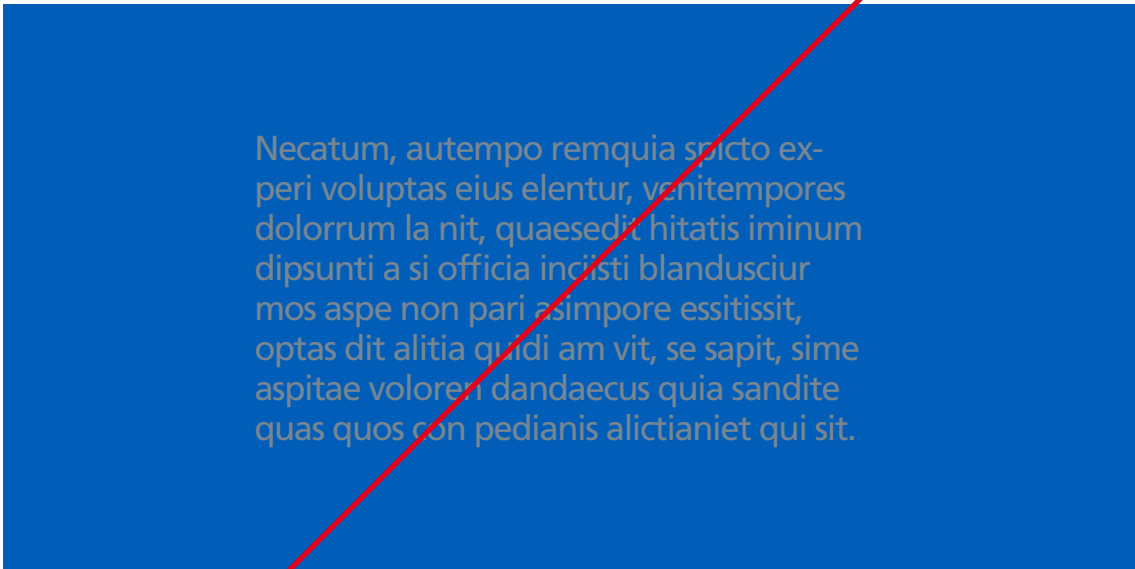 Necatum, autempo remquia spicto ex-
peri voluptas eius elentur, venitempores
dolorrum la nit, quaesedit hitatis iminum
dipsunti a si officia inciisti blandusciur
mos aspe non pari asimpore essitissit,
optas dit alitia quidi am vit, se sapit, sime
aspitae voloren dandaecus quia sandite
quas quos con pedianis alictianiet qui sit.